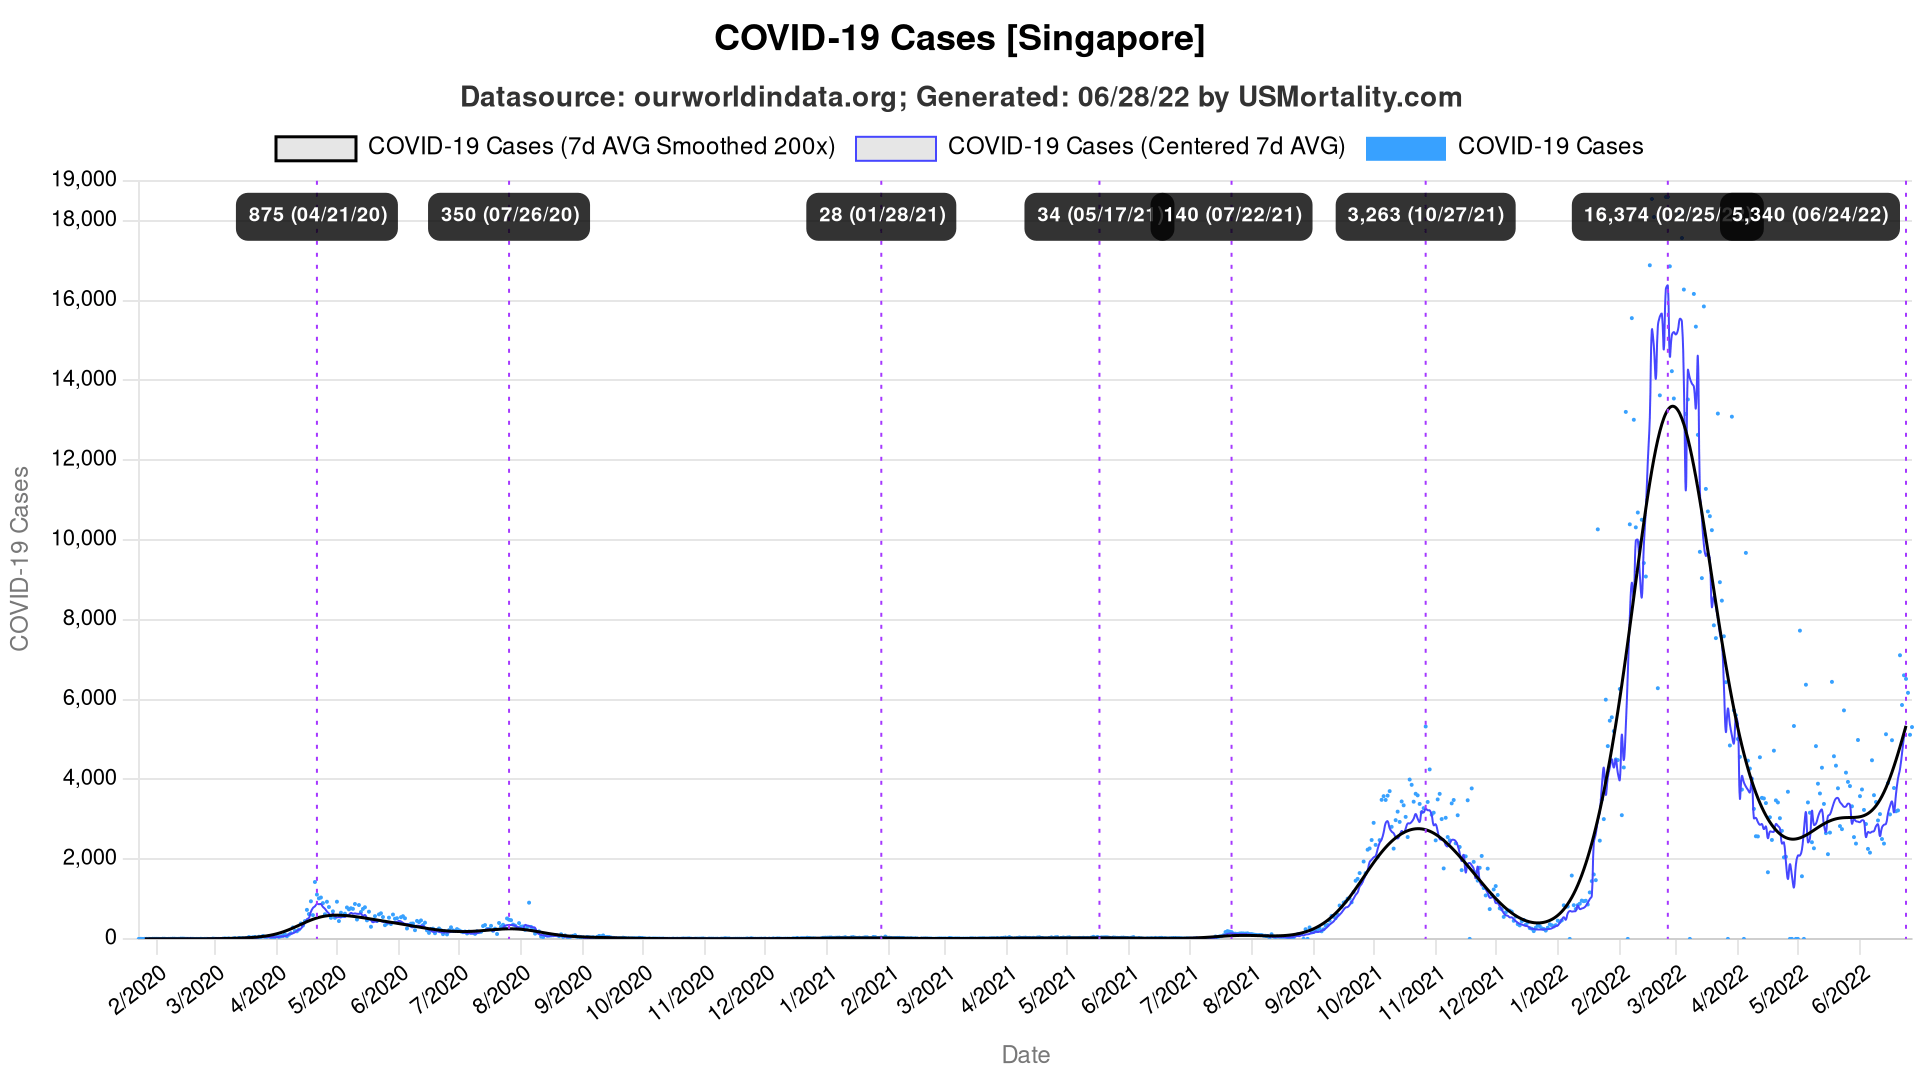 COVID-19 Cases [Singapore]
Datasource: ourworldindata.org; Generated: 06/28/22 by USMortality.com
COVID-19 Cases (7d AVG Smoothed 200x) COVID-19 Cases (Centered 7d AVG) COVID-19 Cases
19,000
18,000
16,000
14,000
12,000
10,000
8,000
6,000
4,000
2,000
0
875 (04/21/20) 350 (07/26/20) 28 (01/28/21) 34 (05/17/21) 140 (07/22/21) 3,263 (10/27/21) 16,374 (02/25/ 5,340 (06/24/22)
COVID-19 Cases
2/2020 3/2020 4/2020 5/2020 6/2020 7/2020 8/2020 9/2020 10/2020 11/2020 12/2020 1/2021 2/2021 3/2021 4/2021 5/2021 6/2021 7/2021 8/2021 9/2021 10/2021 11/2021 12/2021 1/2022 2/2022 3/2022 4/2022 5/2022 6/2022
Date